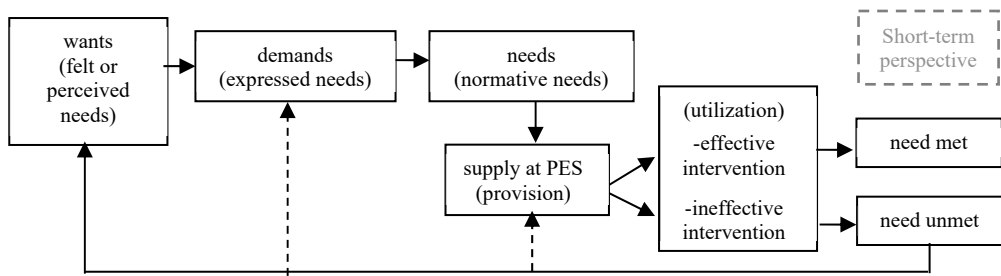 wants
(felt or
perceived
needs)
demands
(expressed needs)
needs
(normative needs)
Short-term
perspective
supply at PES
(provision)
(utilization)
-effective
intervention
-ineffective
intervention
need met
need unmet